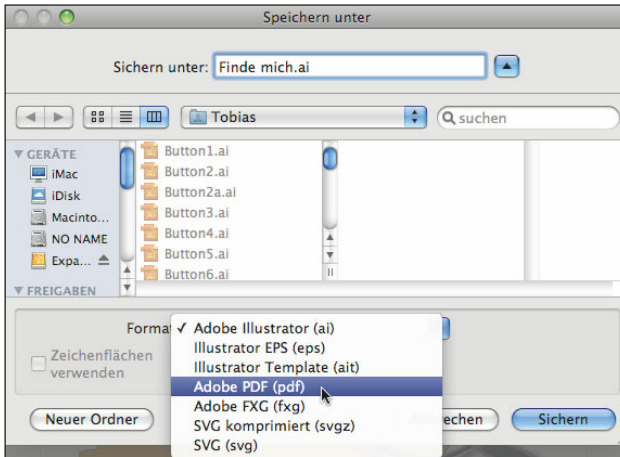 Speichern unter
Sichern unter: Finde mich.ai
Tobias
suchen
GERÄTE
iMac
iDisk
Macinto...
NO NAME
Expa...
FREIGABEN
Button1.ai
Button2.ai
Button2a.ai
Button3.ai
Button4.ai
Button5.ai
Button6.ai
Format
✓ Adobe Illustrator (ai)
Illustrator EPS (eps)
Illustrator Template (ait)
Adobe PDF (pdf)
Adobe FXG (fxg)
SVG komprimiert (svgz)
SVG (svg)
Zeichenflächen
verwenden
Neuer Ordner
echen
Sichern